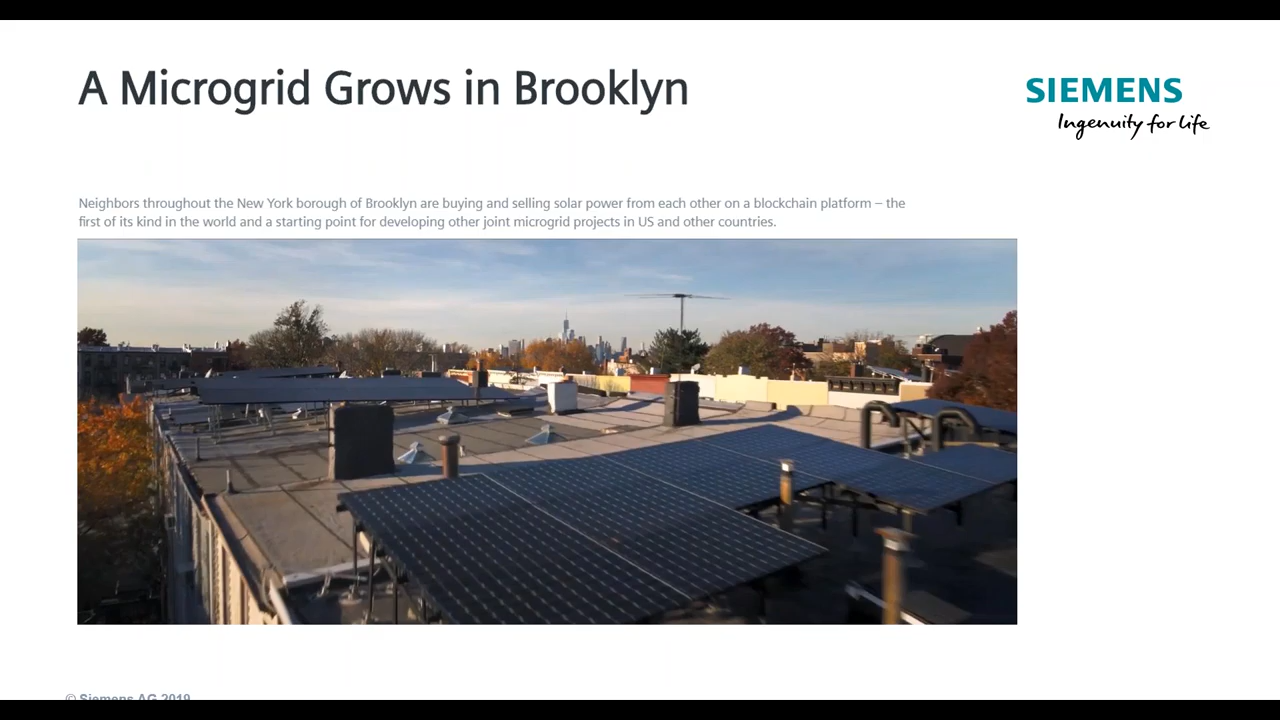 A Microgrid Grows in Brooklyn
SIEMENS
Ingenuity for life
Neighbors throughout the New York borough of Brooklyn are buying and selling solar power from each other on a blockchain platform – the
first of its kind in the world and a starting point for developing other joint microgrid projects in US and other countries.
© Siemens AG 2019